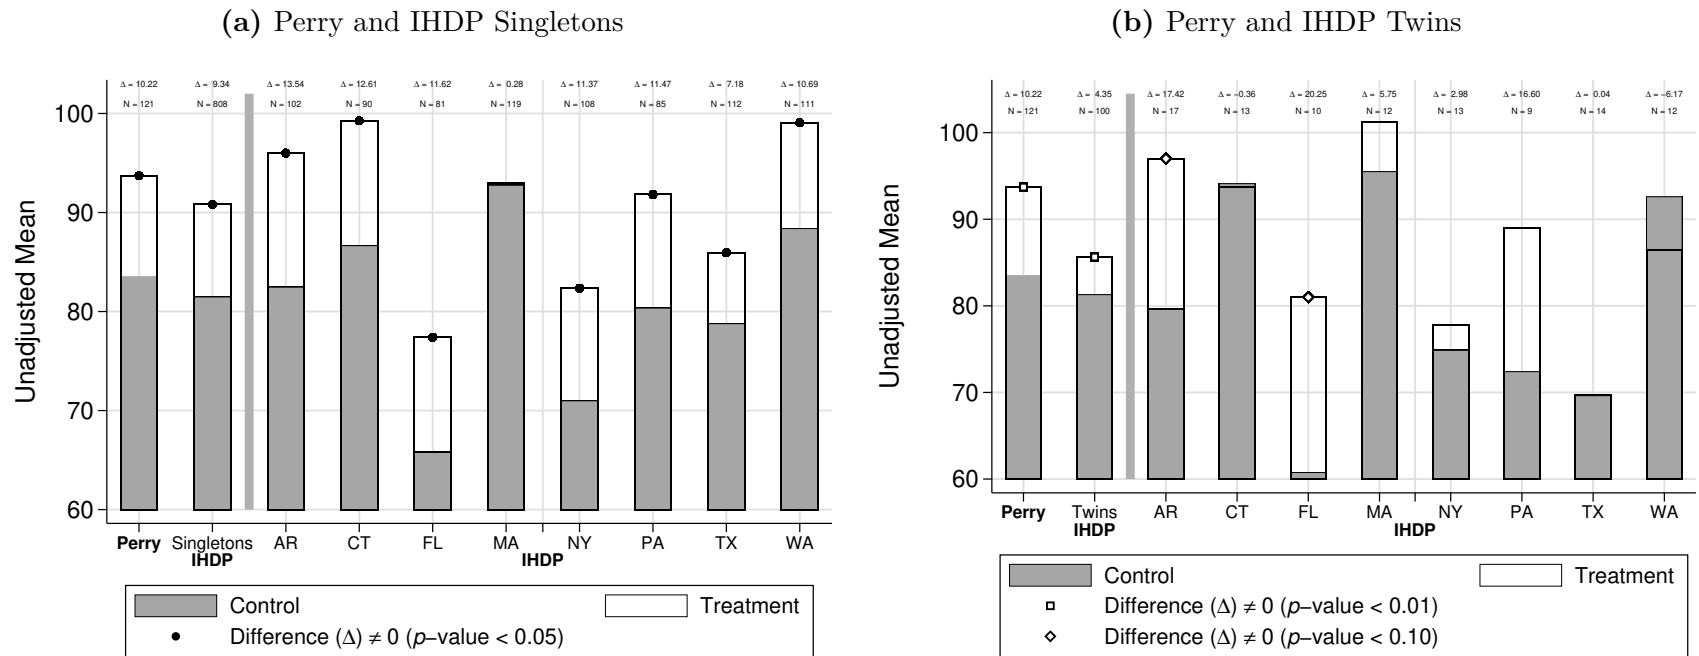 (a) Perry and IHDP Singletons
Δ = 10.22 Δ = 9.34 Δ = 13.54 Δ = 12.61 Δ = 11.62 Δ = 0.28 Δ = 11.37 Δ = 11.47 Δ = 7.18 Δ = 10.69
N = 121 N = 808 N = 102 N = 90 N = 81 N = 119 N = 108 N = 85 N = 112 N = 111
Unadjusted Mean
100
90
80
70
60
Perry Singletons AR CT FL MA NY PA TX WA
IHDP IHDP
Control Treatment
Difference (Δ) ≠ 0 (p−value < 0.05)
(b) Perry and IHDP Twins
Δ = 10.22 Δ = 4.35 Δ = 17.42 Δ = −0.36 Δ = 20.25 Δ = 5.75 Δ = 2.98 Δ = 16.60 Δ = 0.04 Δ = −6.17
N = 121 N = 100 N = 17 N = 13 N = 10 N = 12 N = 13 N = 9 N = 14 N = 12
Unadjusted Mean
100
90
80
70
60
Perry Twins AR CT FL MA NY PA TX WA
IHDP IHDP
Control Treatment
Difference (Δ) ≠ 0 (p−value < 0.01)
Difference (Δ) ≠ 0 (p−value < 0.10)